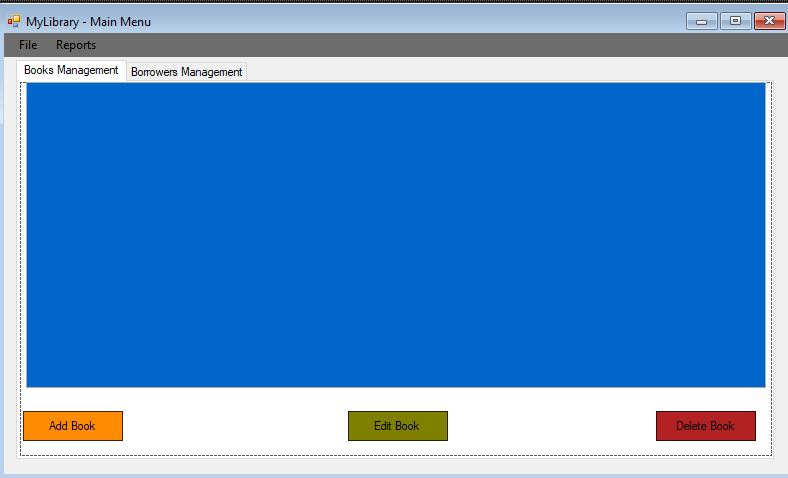 MyLibrary - Main Menu
File Reports
Books Management Borrowers Management
Add Book Edit Book Delete Book